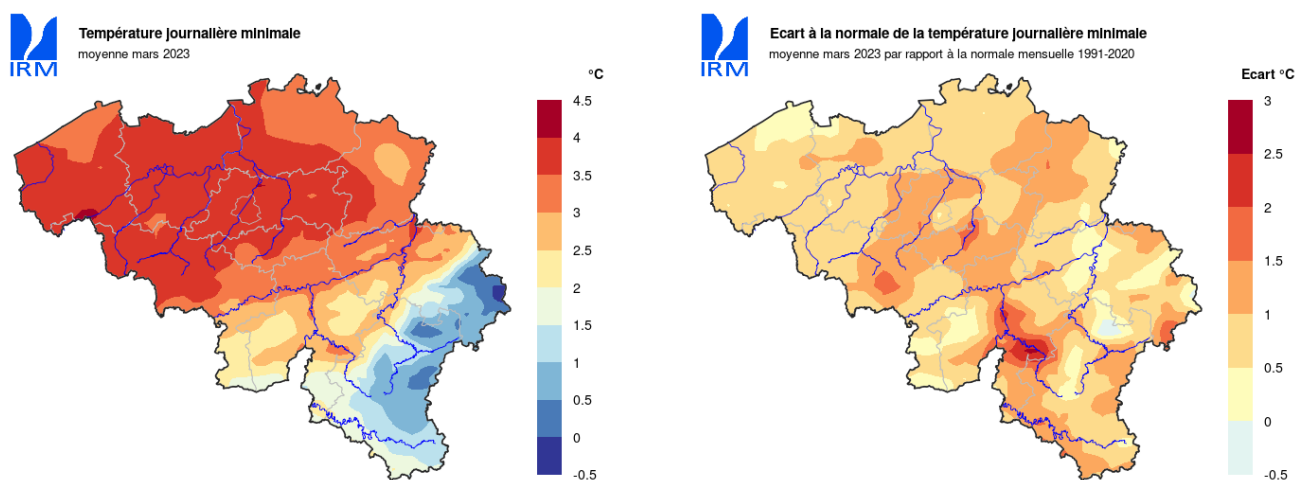 Température journalière minimale
moyenne mars 2023
IRM
°C
4.5
4
3.5
3
2.5
2
1.5
1
0.5
0
-0.5
Ecart à la normale de la température journalière minimale
moyenne mars 2023 par rapport à la normale mensuelle 1991-2020
IRM
Ecart °C
3
2.5
2
1.5
1
0.5
0
-0.5